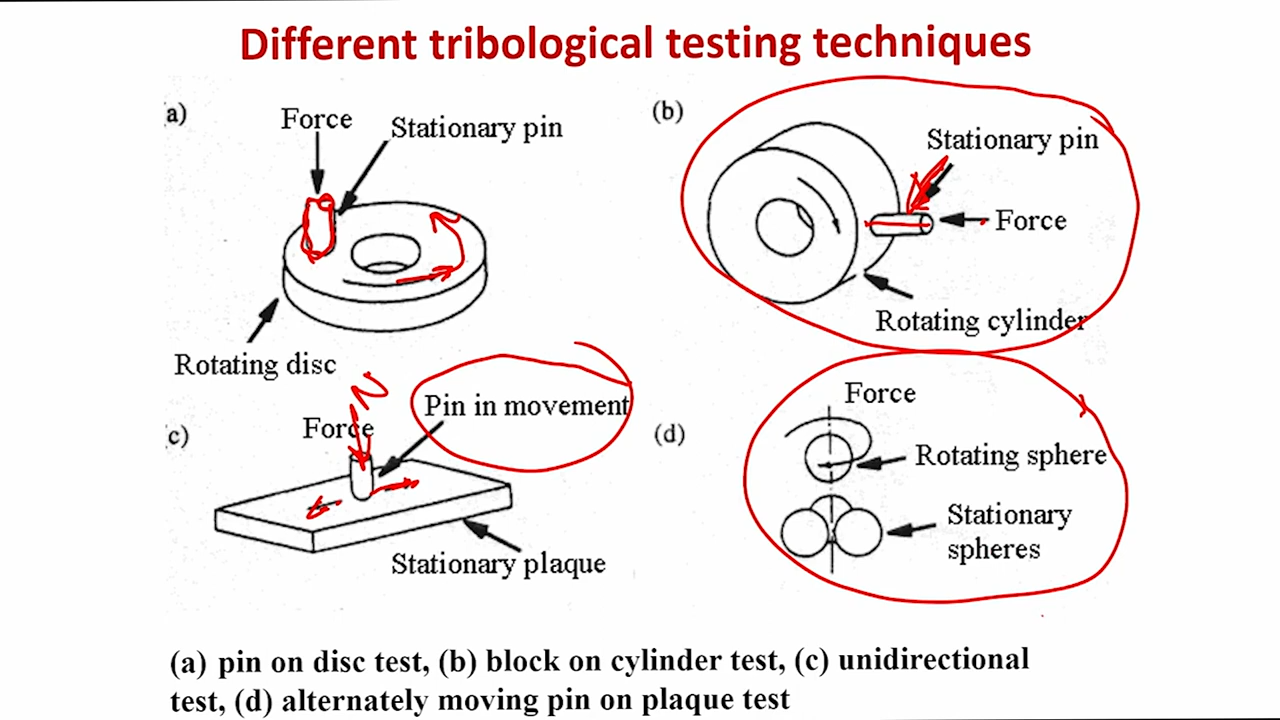 Different tribological testing techniques
a)
Force
Stationary pin
Rotating disc
(b)
Stationary pin
Force
Rotating cylinder
c)
Force
N
Pin in movement
Stationary plaque
(d)
Force
Rotating sphere
Stationary
spheres
(a) pin on disc test, (b) block on cylinder test, (c) unidirectional
test, (d) alternately moving pin on plaque test